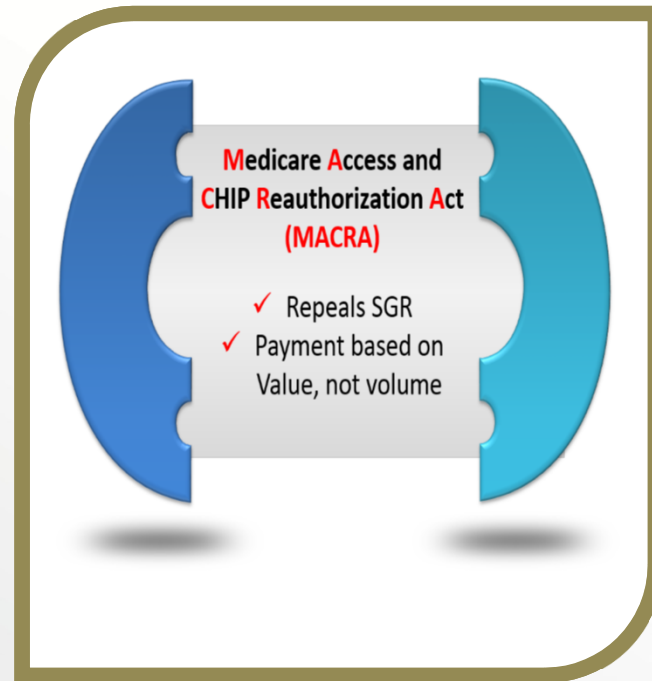 Medicare Access and
CHIP Reauthorization Act
(MACRA)
✓ Repeals SGR
✓ Payment based on
Value, not volume